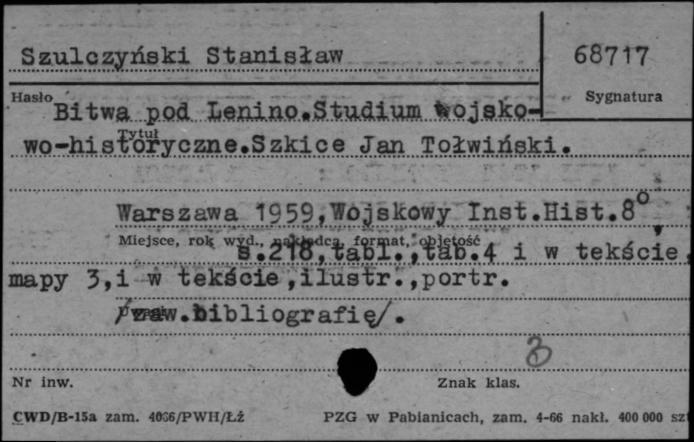 Szulczyński Stanisław
68717
Hasło
Sygnatura
Bitwa pod Lenino.Studium wojsko-
Tytuł
wo-historyczne.Szkice Jan Tołwiński.
Warszawa 1959,Wojskowy Inst.Hist.8°,
Miejsce, rok wyd., nakładca, format, objętość
s.218,tabl.,tab.4 i w tekście,
mapy 3,i w tekście,ilustr.,portr.
/zaw.bibliografię/.
3
Nr inw.
Znak klas.
CWD/B-15a zam. 4066/PWH/Łź
PZG w Pabianicach, zam. 4-66 nakł. 400 000 szt